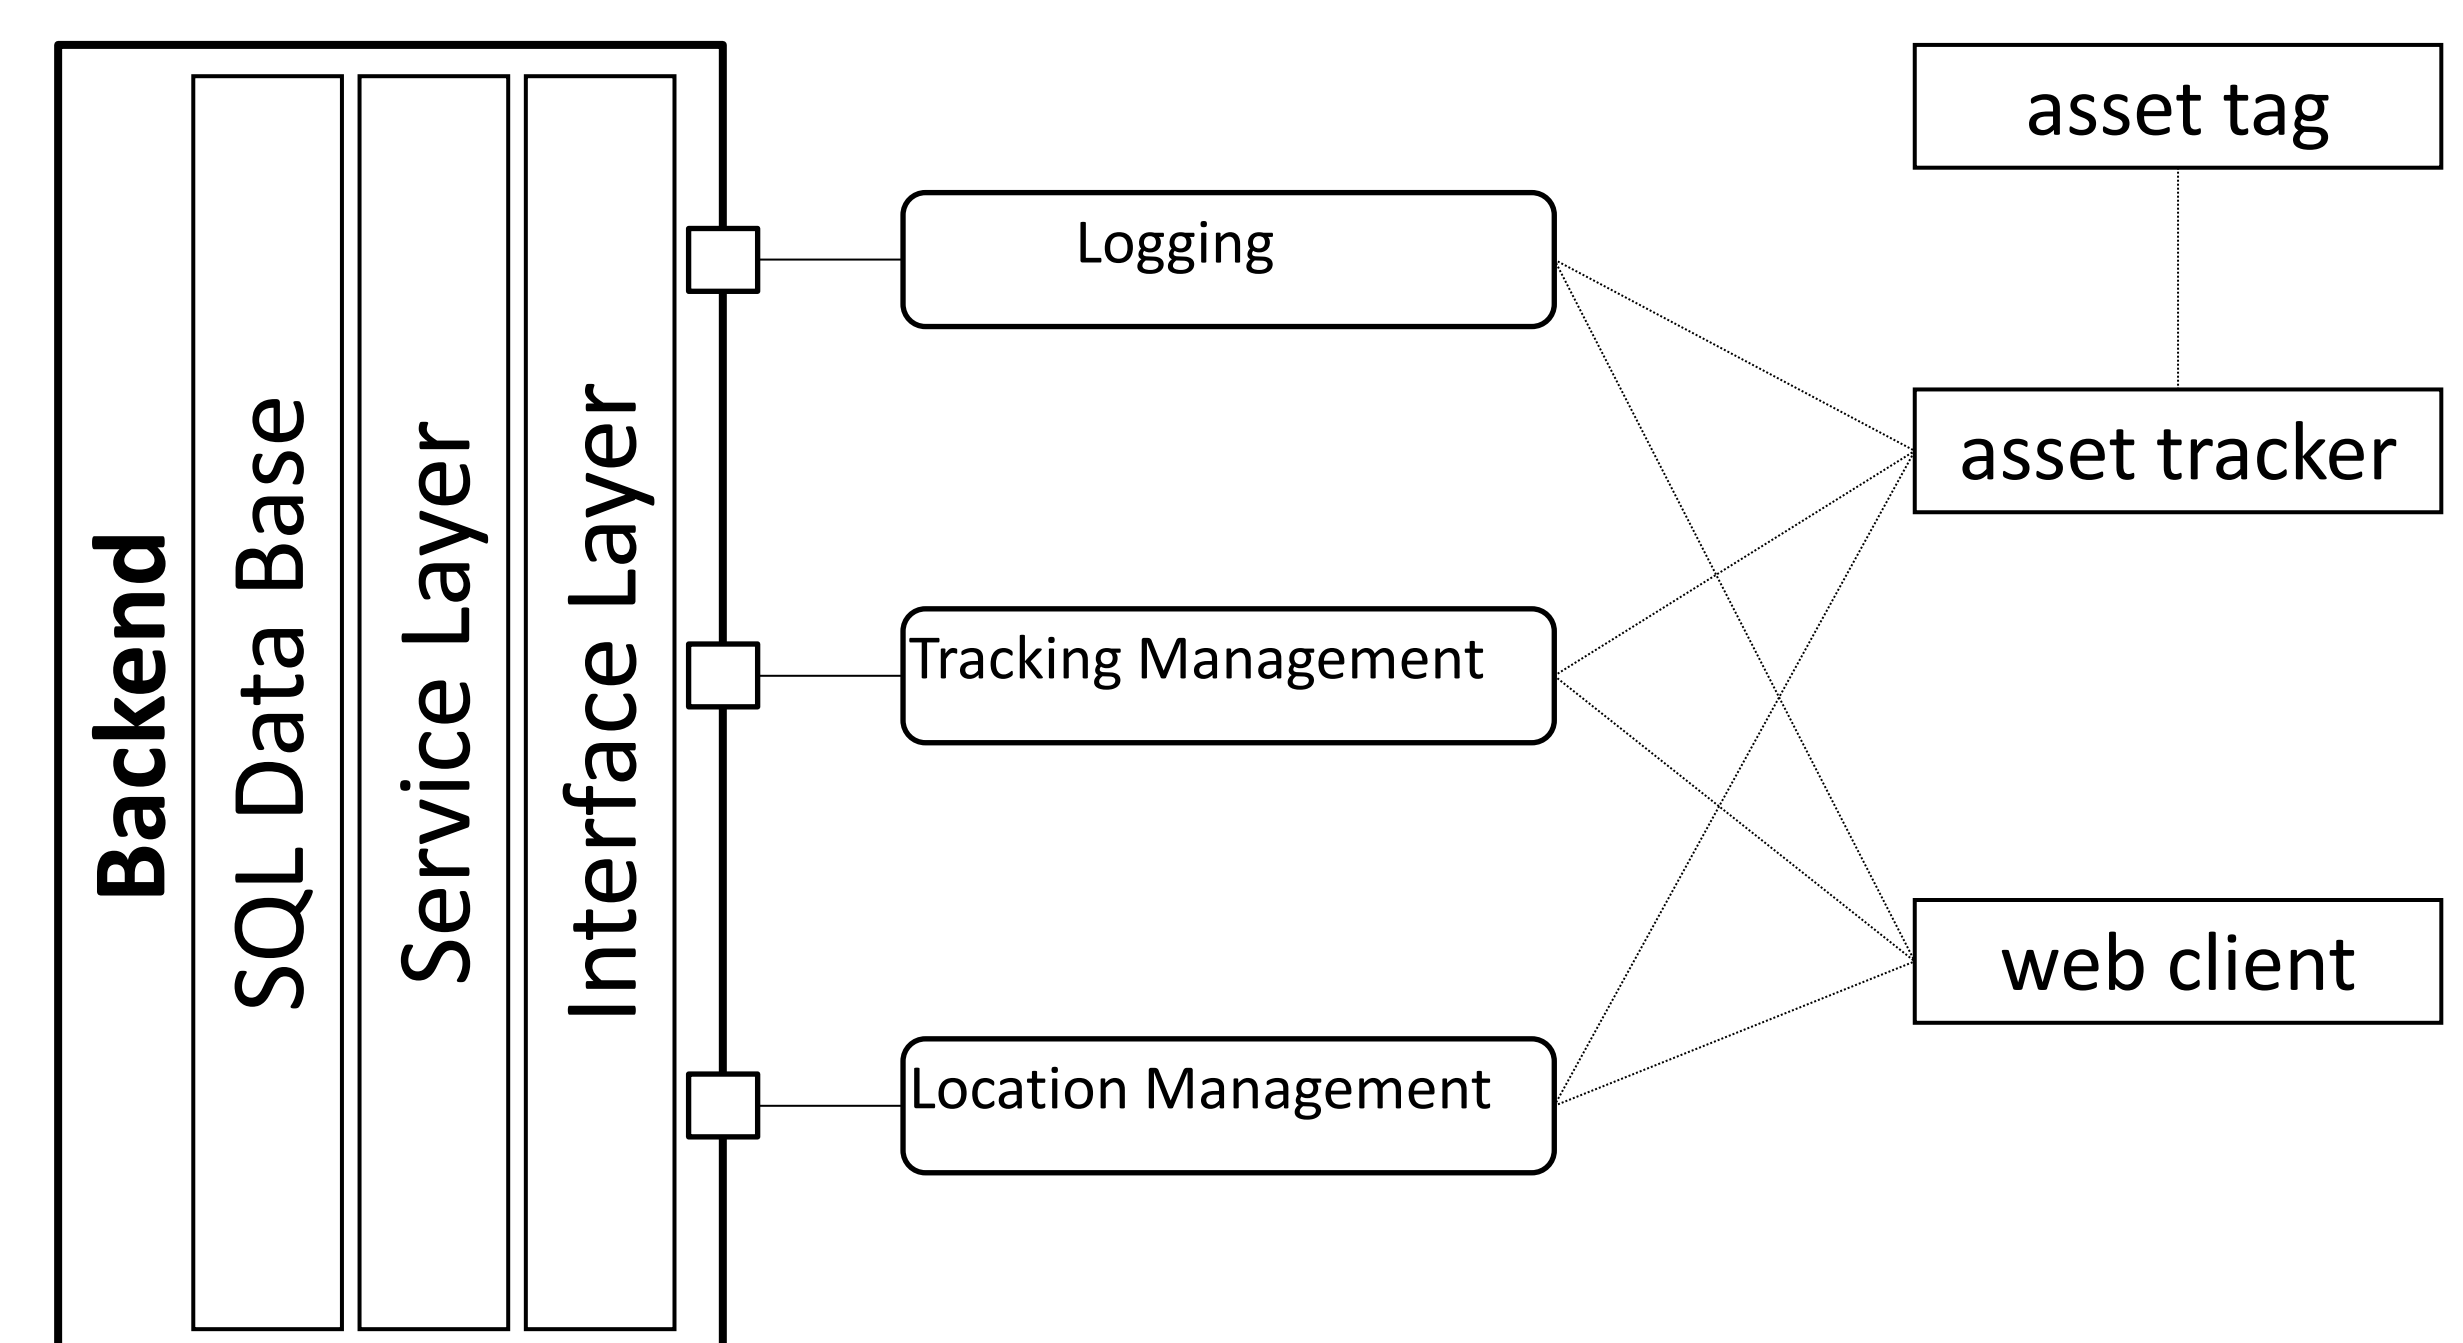 Backend
SQL Data Base
Service Layer
Interface Layer
Logging
Tracking Management
Location Management
asset tag
asset tracker
web client